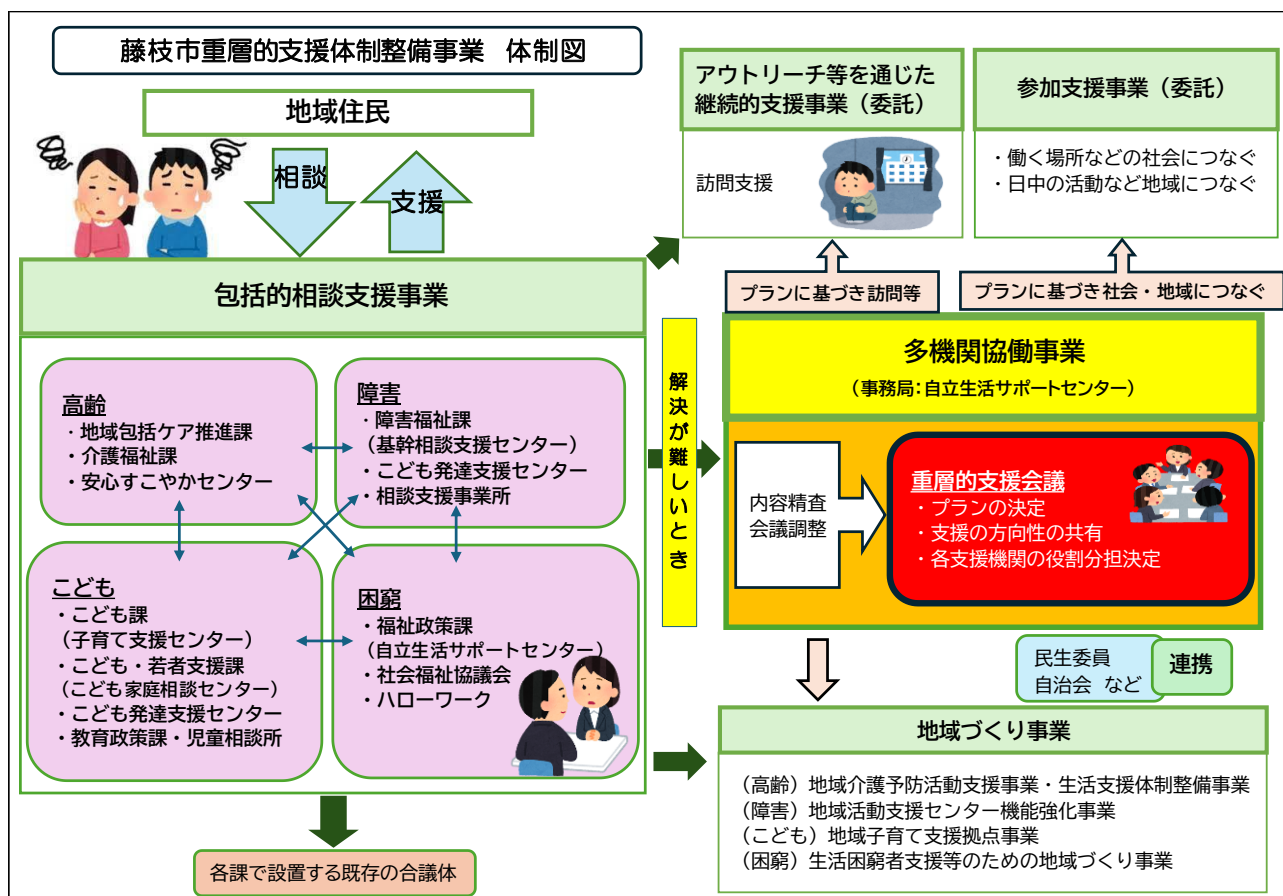 藤枝市重層的支援体制整備事業　体制図
地域住民
相談
支援
包括的相談支援事業
高齢
・地域包括ケア推進課
・介護福祉課
・安心すこやかセンター
障害
・障害福祉課
（基幹相談支援センター）
・こども発達支援センター
・相談支援事業所
こども
・こども課
（子育て支援センター）
・こども・若者支援課
（こども家庭相談センター）
・こども発達支援センター
・教育政策課・児童相談所
困窮
・福祉政策課
（自立生活サポートセンター）
・社会福祉協議会
・ハローワーク
各課で設置する既存の合議体
解決が難しいとき
アウトリーチ等を通じた
継続的支援事業（委託）
訪問支援
参加支援事業（委託）
・働く場所などの社会につなぐ
・日中の活動など地域につなぐ
プランに基づき訪問等
プランに基づき社会・地域につなぐ
多機関協働事業
（事務局：自立生活サポートセンター）
内容精査
会議調整
重層的支援会議
・プランの決定
・支援の方向性の共有
・各支援機関の役割分担決定
民生委員
自治会　など
連携
地域づくり事業
（高齢）地域介護予防活動支援事業・生活支援体制整備事業
（障害）地域活動支援センター機能強化事業
（こども）地域子育て支援拠点事業
（困窮）生活困窮者支援等のための地域づくり事業